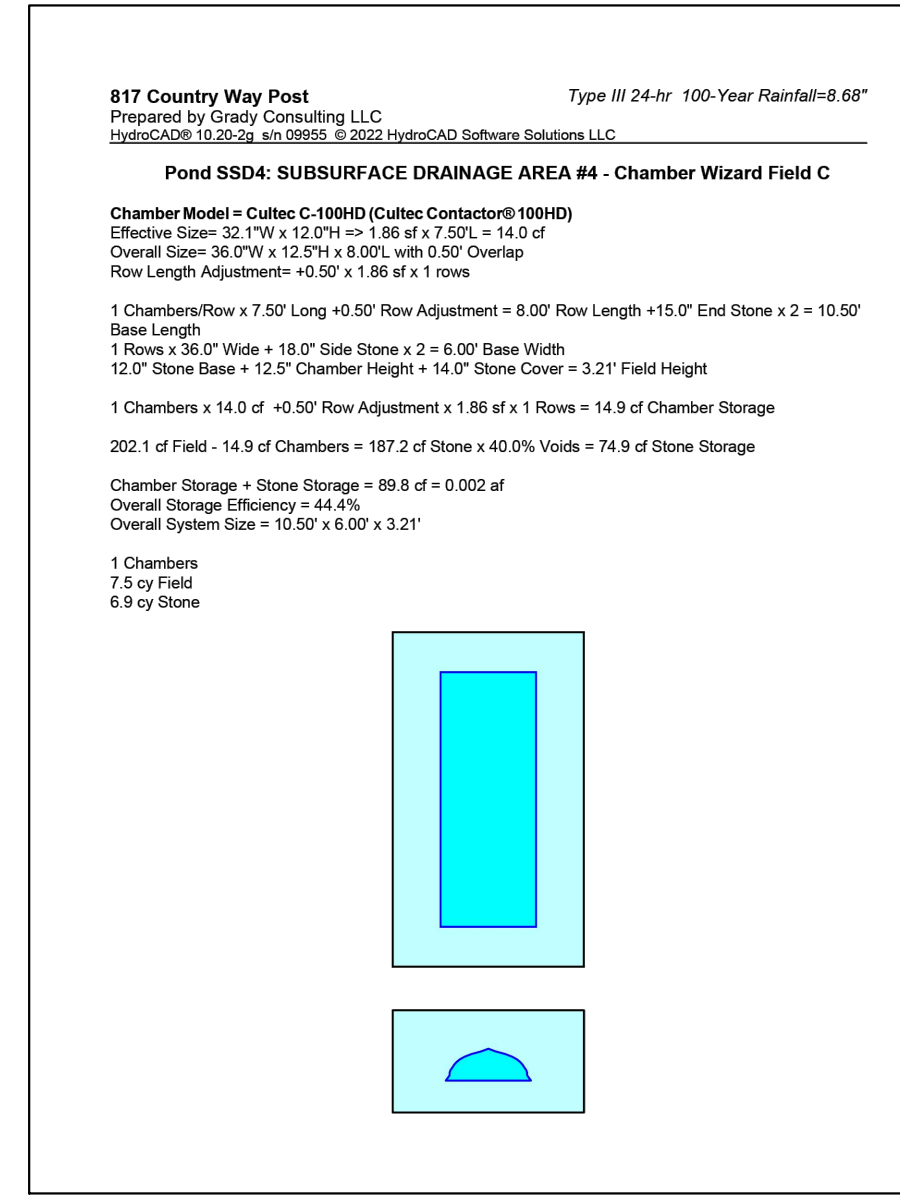 817 Country Way Post
Type III 24-hr  100-Year Rainfall=8.68"
Prepared by Grady Consulting LLC
HydroCAD® 10.20-2g  s/n 09955  © 2022 HydroCAD Software Solutions LLC
Pond SSD4: SUBSURFACE DRAINAGE AREA #4 - Chamber Wizard Field C
Chamber Model = Cultec C-100HD (Cultec Contactor® 100HD)
Effective Size= 32.1"W x 12.0"H => 1.86 sf x 7.50'L = 14.0 cf
Overall Size= 36.0"W x 12.5"H x 8.00'L with 0.50' Overlap
Row Length Adjustment= +0.50' x 1.86 sf x 1 rows
1 Chambers/Row x 7.50' Long +0.50' Row Adjustment = 8.00' Row Length +15.0" End Stone x 2 = 10.50'
Base Length
1 Rows x 36.0" Wide + 18.0" Side Stone x 2 = 6.00' Base Width
12.0" Stone Base + 12.5" Chamber Height + 14.0" Stone Cover = 3.21' Field Height
1 Chambers x 14.0 cf  +0.50' Row Adjustment x 1.86 sf x 1 Rows = 14.9 cf Chamber Storage
202.1 cf Field - 14.9 cf Chambers = 187.2 cf Stone x 40.0% Voids = 74.9 cf Stone Storage
Chamber Storage + Stone Storage = 89.8 cf = 0.002 af
Overall Storage Efficiency = 44.4%
Overall System Size = 10.50' x 6.00' x 3.21'
1 Chambers
7.5 cy Field
6.9 cy Stone